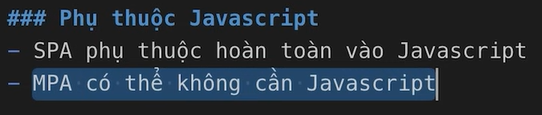 ### Phụ thuộc Javascript
- SPA phụ thuộc hoàn toàn vào Javascript
- MPA có thể không cần Javascript